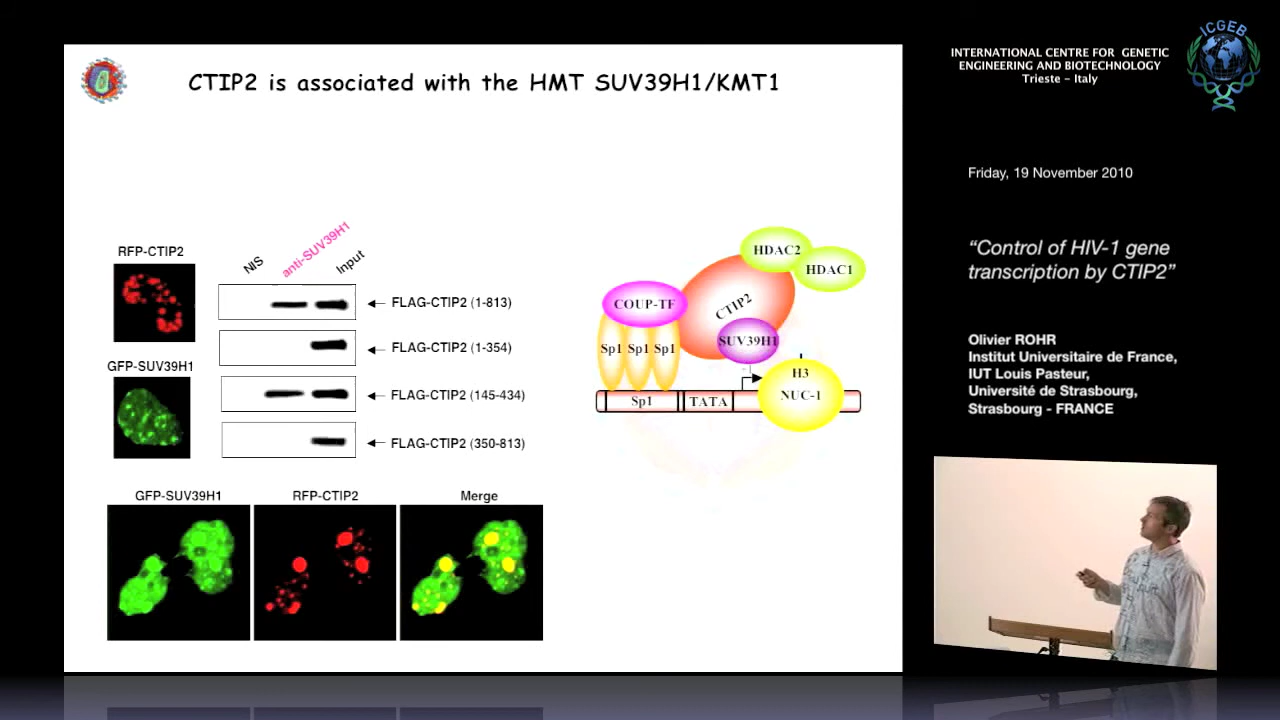 CTIP2 is associated with the HMT SUV39H1/KMT1
RFP-CTIP2
GFP-SUV39H1
NIS
anti-SUV39H1
Input
FLAG-CTIP2 (1-813)
FLAG-CTIP2 (1-354)
FLAG-CTIP2 (145-434)
FLAG-CTIP2 (350-813)
GFP-SUV39H1
RFP-CTIP2
Merge
HDAC2
HDAC1
COUP-TF
CTIP2
SUV39H1
Sp1 Sp1 Sp1
H3
NUC-1
Sp1
TATA
INTERNATIONAL CENTRE FOR GENETIC
ENGINEERING AND BIOTECHNOLOGY
Trieste - Italy
ICGEB
Friday, 19 November 2010
“Control of HIV-1 gene
transcription by CTIP2”
Olivier ROHR
Institut Universitaire de France,
IUT Louis Pasteur,
Université de Strasbourg,
Strasbourg - FRANCE